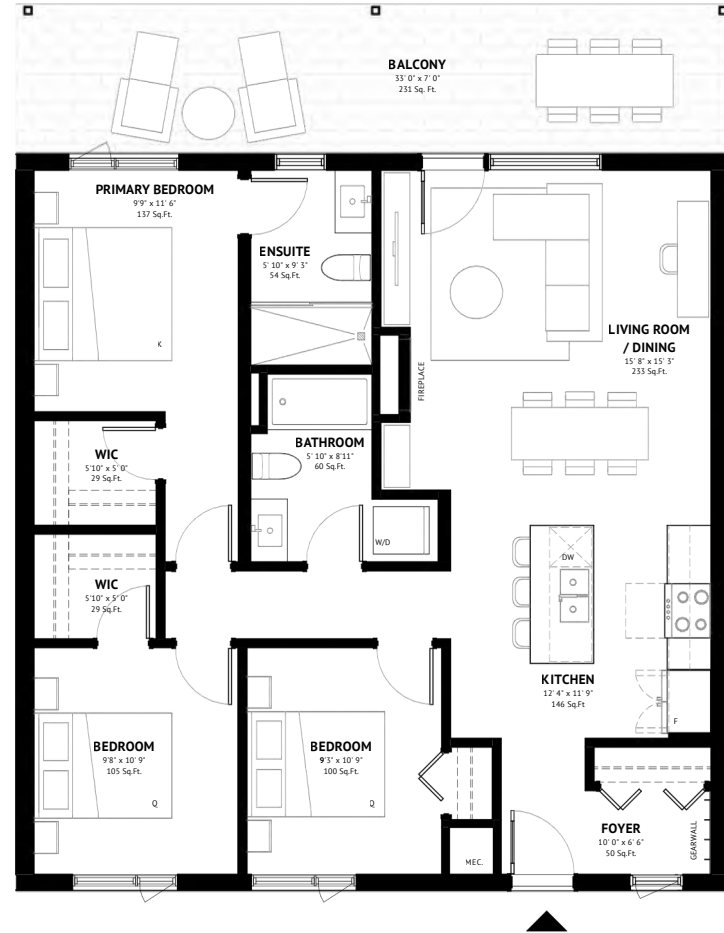 BALCONY
33' 0" x 7' 0"
231 Sq. Ft.
PRIMARY BEDROOM
9'9" x 11' 6"
137 Sq.Ft.
ENSUITE
5' 10" x 9' 3"
54 Sq.Ft.
K
LIVING ROOM
/ DINING
15' 8" x 15' 3"
233 Sq.Ft.
FIREPLACE
WIC
5'10" x 5' 0"
29 Sq.Ft.
BATHROOM
5' 10" x 8'11"
60 Sq.Ft.
W/D
DW
WIC
5'10" x 5' 0"
29 Sq.Ft.
KITCHEN
12' 4" x 11' 9"
146 Sq.Ft
F
BEDROOM
9'8" x 10' 9"
105 Sq.Ft.
Q
BEDROOM
9'3" x 10' 9"
100 Sq.Ft.
Q
MEC.
FOYER
10' 0" x 6' 6"
50 Sq.Ft.
GEARWALL